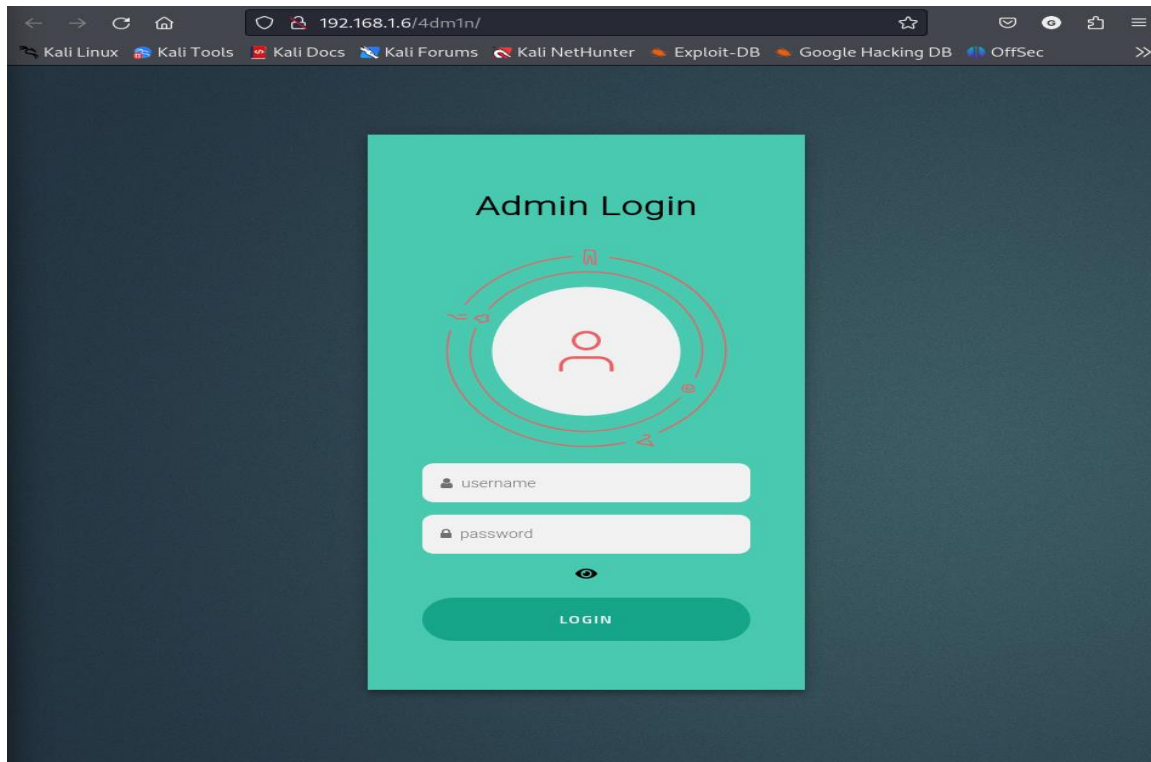 192.168.1.6/4dm1n/
Kali Linux Kali Tools Kali Docs Kali Forums Kali NetHunter Exploit-DB Google Hacking DB OffSec
Admin Login
username
password
LOGIN